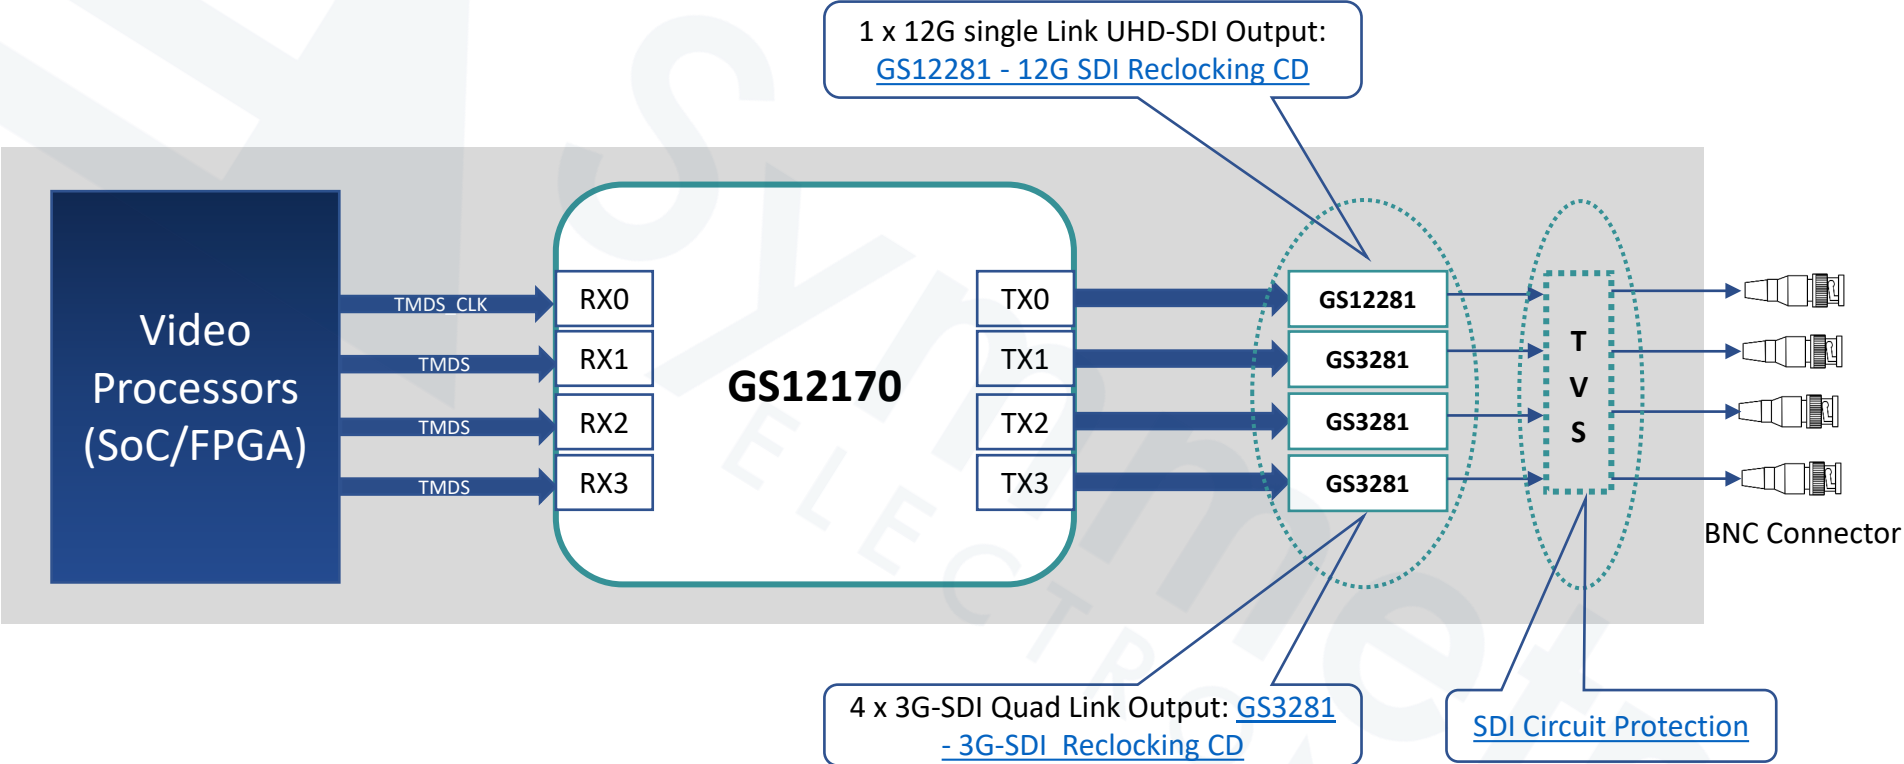 1 x 12G single Link UHD-SDI Output:
GS12281 - 12G SDI Reclocking CD
Video
Processors
(SoC/FPGA)
TMDS_CLK
TMDS
TMDS
TMDS
RX0
RX1
RX2
RX3
GS12170
TX0
TX1
TX2
TX3
GS12281
GS3281
GS3281
GS3281
T
V
S
BNC Connector
4 x 3G-SDI Quad Link Output: GS3281
- 3G-SDI Reclocking CD
SDI Circuit Protection